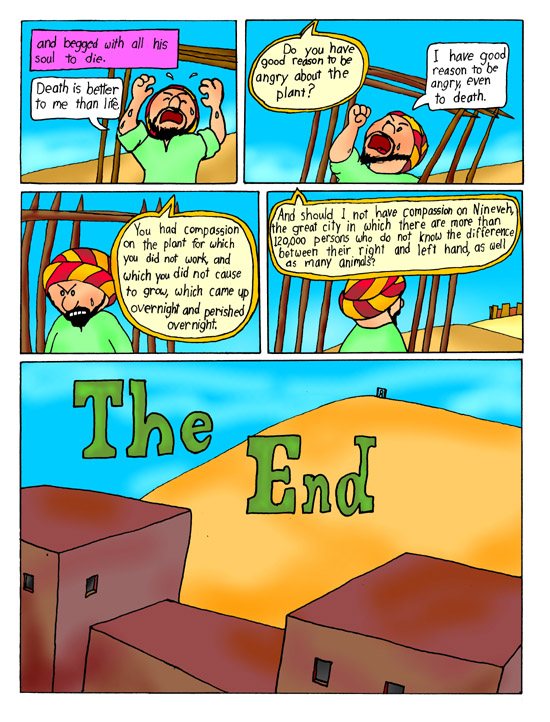 and begged with all his
soul to die.
Death is better
to me than life.
Do you have
good reason to be
angry about the
plant?
I have good
reason to be
angry, even
to death.
You had compassion
on the plant for which
you did not work, and
which you did not cause
to grow, which came up
overnight and perished
overnight.
And should I not have compassion on Nineveh,
the great city in which there are more than
120,000 persons who do not know the difference
between their right and left hand, as well
as many animals?
The
End